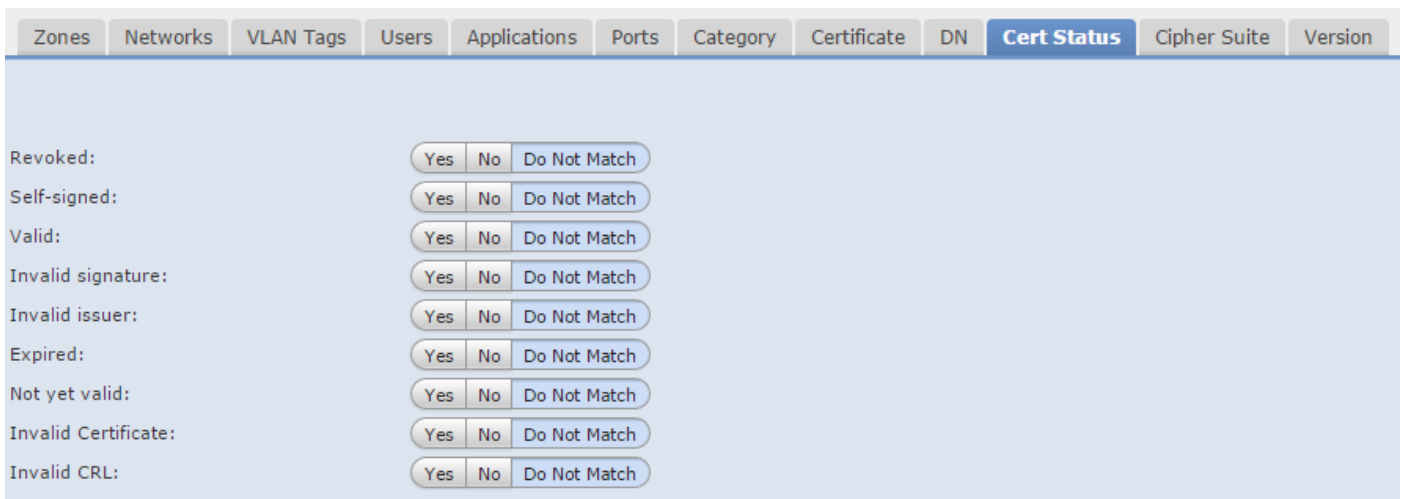 Zones Networks VLAN Tags Users Applications Ports Category Certificate DN Cert Status Cipher Suite Version
Revoked: Yes No Do Not Match
Self-signed: Yes No Do Not Match
Valid: Yes No Do Not Match
Invalid signature: Yes No Do Not Match
Invalid issuer: Yes No Do Not Match
Expired: Yes No Do Not Match
Not yet valid: Yes No Do Not Match
Invalid Certificate: Yes No Do Not Match
Invalid CRL: Yes No Do Not Match